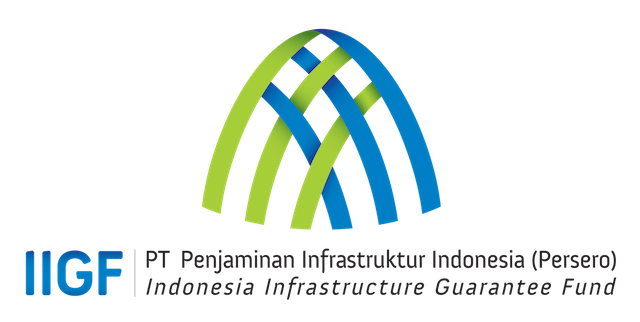 IIGF
PT Penjaminan Infrastruktur Indonesia (Persero)
Indonesia Infrastructure Guarantee Fund